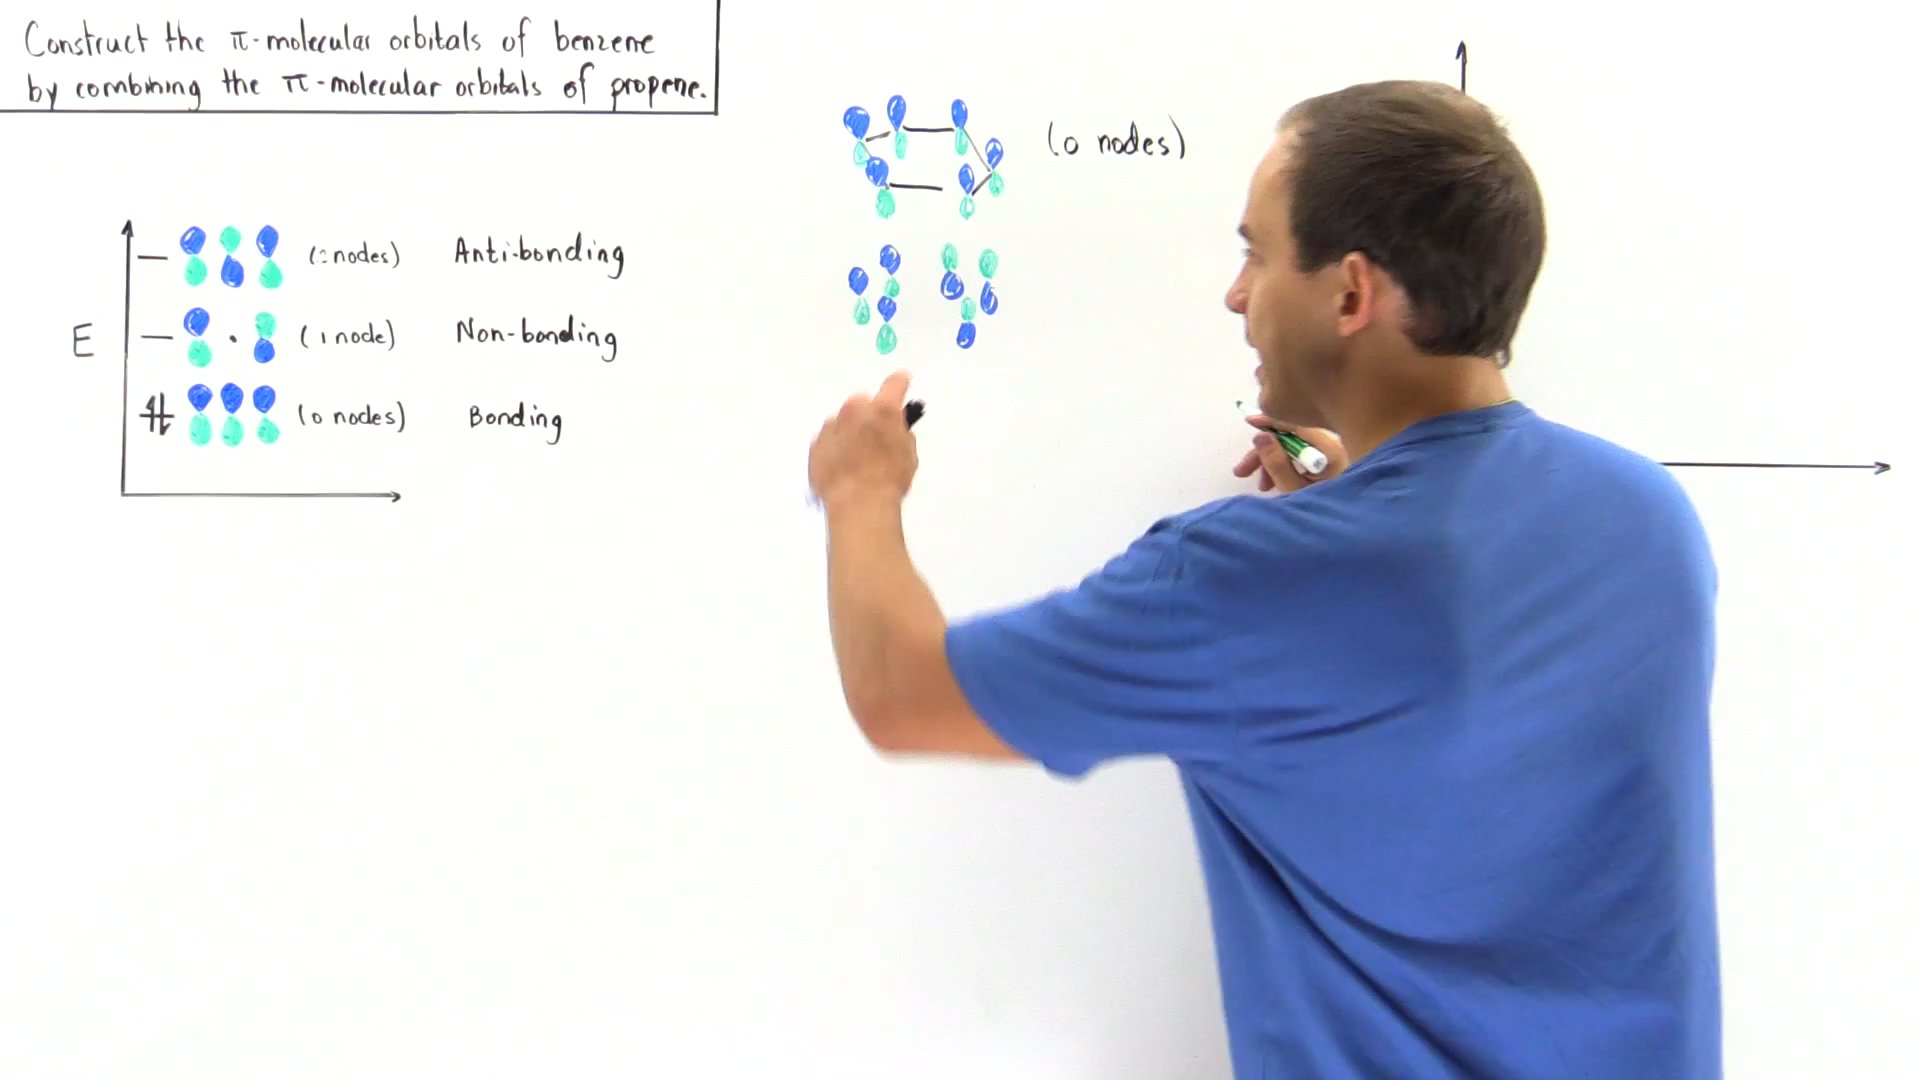 Construct the π-molecular orbitals of benzene
by combining the π-molecular orbitals of propene.
(0 nodes)
(2 nodes) Anti-bonding
E
(1 node) Non-bonding
(0 nodes) Bonding